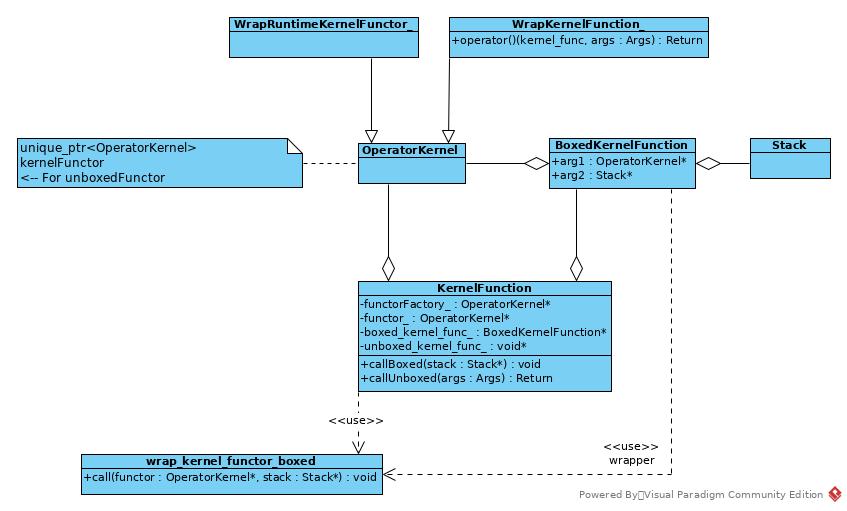 WrapRuntimeKernelFunctor_
WrapKernelFunction_
+operator()(kernel_func, args : Args) : Return
unique_ptr<OperatorKernel>
kernelFunctor
<-- For unboxedFunctor
OperatorKernel
BoxedKernelFunction
+arg1 : OperatorKernel*
+arg2 : Stack*
Stack
KernelFunction
-functorFactory_ : OperatorKernel*
-functor_ : OperatorKernel*
-boxed_kernel_func_ : BoxedKernelFunction*
-unboxed_kernel_func_ : void*
+callBoxed(stack : Stack*) : void
+callUnboxed(args : Args) : Return
<<use>>
<<use>>
wrapper
wrap_kernel_functor_boxed
+call(functor : OperatorKernel*, stack : Stack*) : void
Powered By▯Visual Paradigm Community Edition